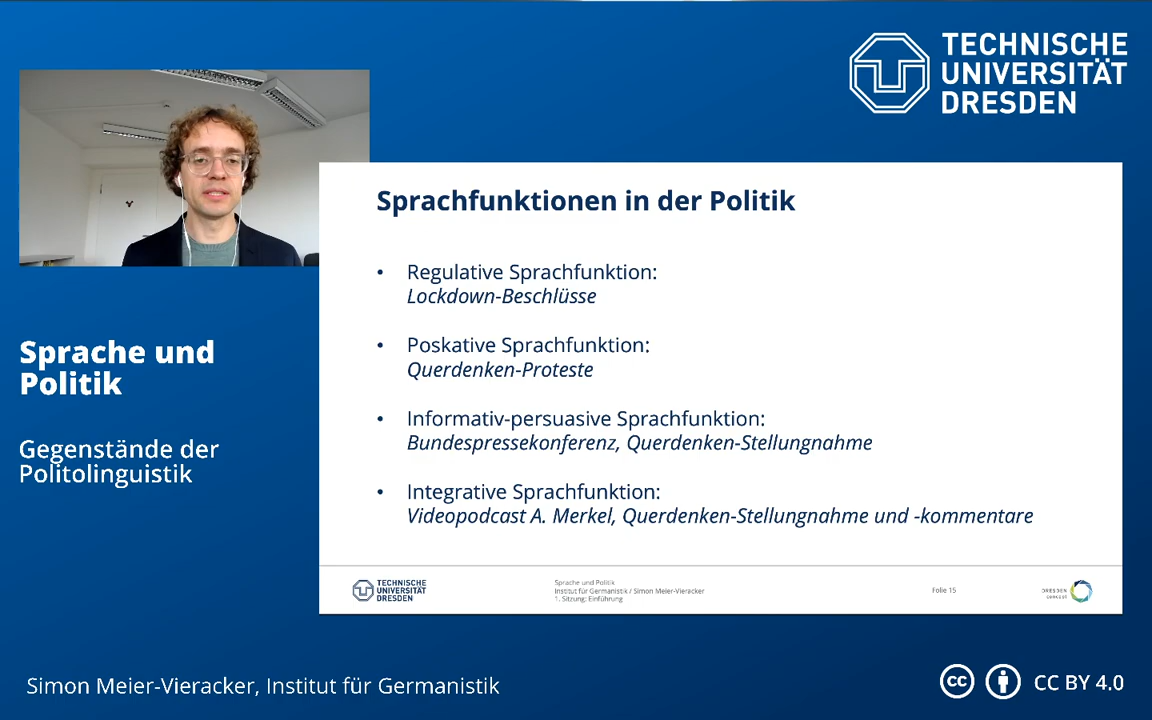 TECHNISCHE
UNIVERSITÄT
DRESDEN
Sprache und
Politik
Gegenstände der
Politolinguistik
Sprachfunktionen in der Politik
• Regulative Sprachfunktion:
Lockdown-Beschlüsse
• Poskative Sprachfunktion:
Querdenken-Proteste
• Informativ-persuasive Sprachfunktion:
Bundespressekonferenz, Querdenken-Stellungnahme
• Integrative Sprachfunktion:
Videopodcast A. Merkel, Querdenken-Stellungnahme und -kommentare
TECHNISCHE
UNIVERSITÄT
DRESDEN
Sprache und Politik
Institut für Germanistik / Simon Meier-Vieracker
1. Sitzung: Einführung
Folie 15
DRESDEN
concept
Simon Meier-Vieracker, Institut für Germanistik
cc CC BY 4.0